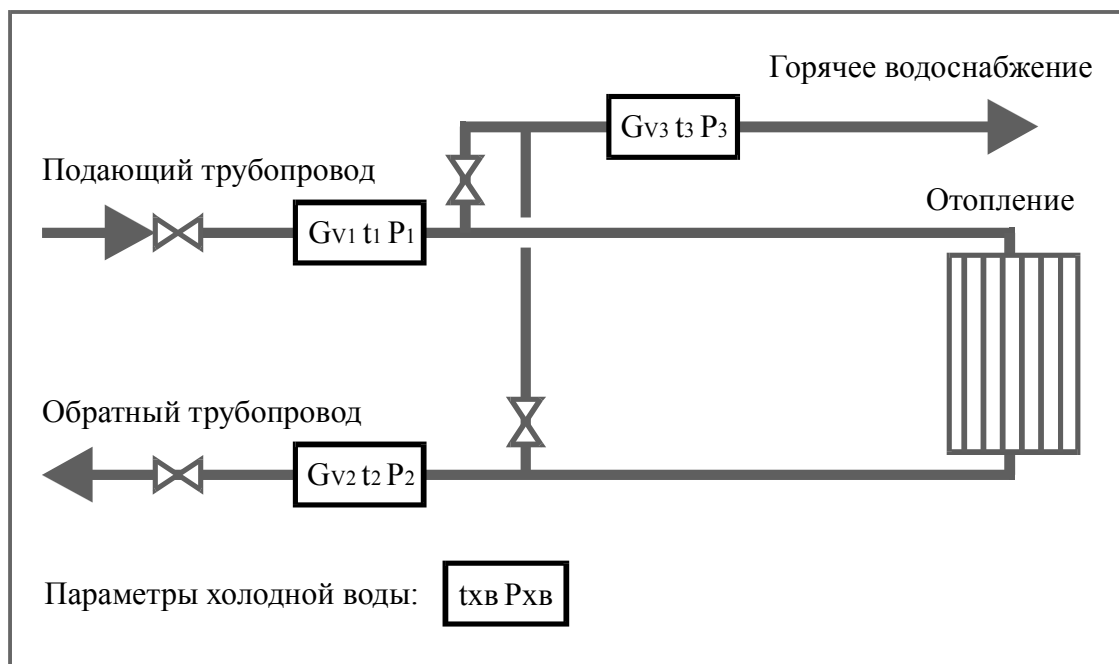 Горячее водоснабжение
Gv3 t3 P3
Подающий трубопровод
Отопление
Gv1 t1 P1
Обратный трубопровод
Gv2 t2 P2
Параметры холодной воды: tхв Pхв